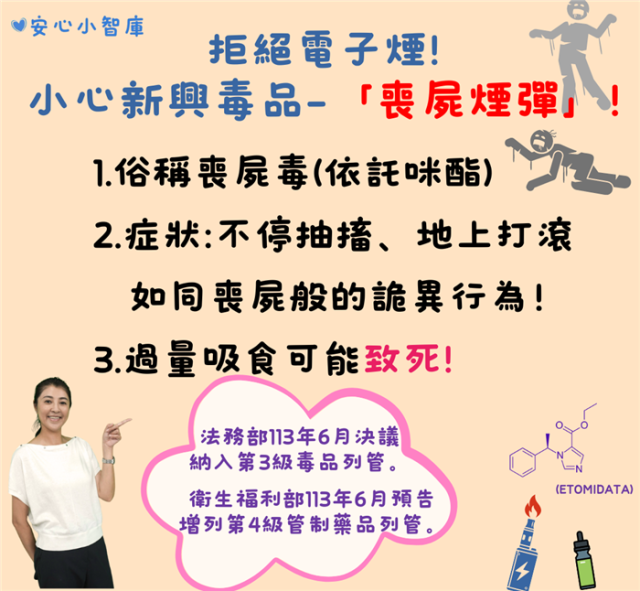 安心小智庫
拒絕電子煙!
小心新興毒品-「喪屍煙彈」!
1.俗稱喪屍毒(依託咪酯)
2.症狀:不停抽搐、地上打滾
如同喪屍般的詭異行為!
3.過量吸食可能致死!
法務部113年6月決議
納入第3級毒品列管。
衛生福利部113年6月預告
增列第4級管制藥品列管。
O
O
N
N
(ETOMIDATA)